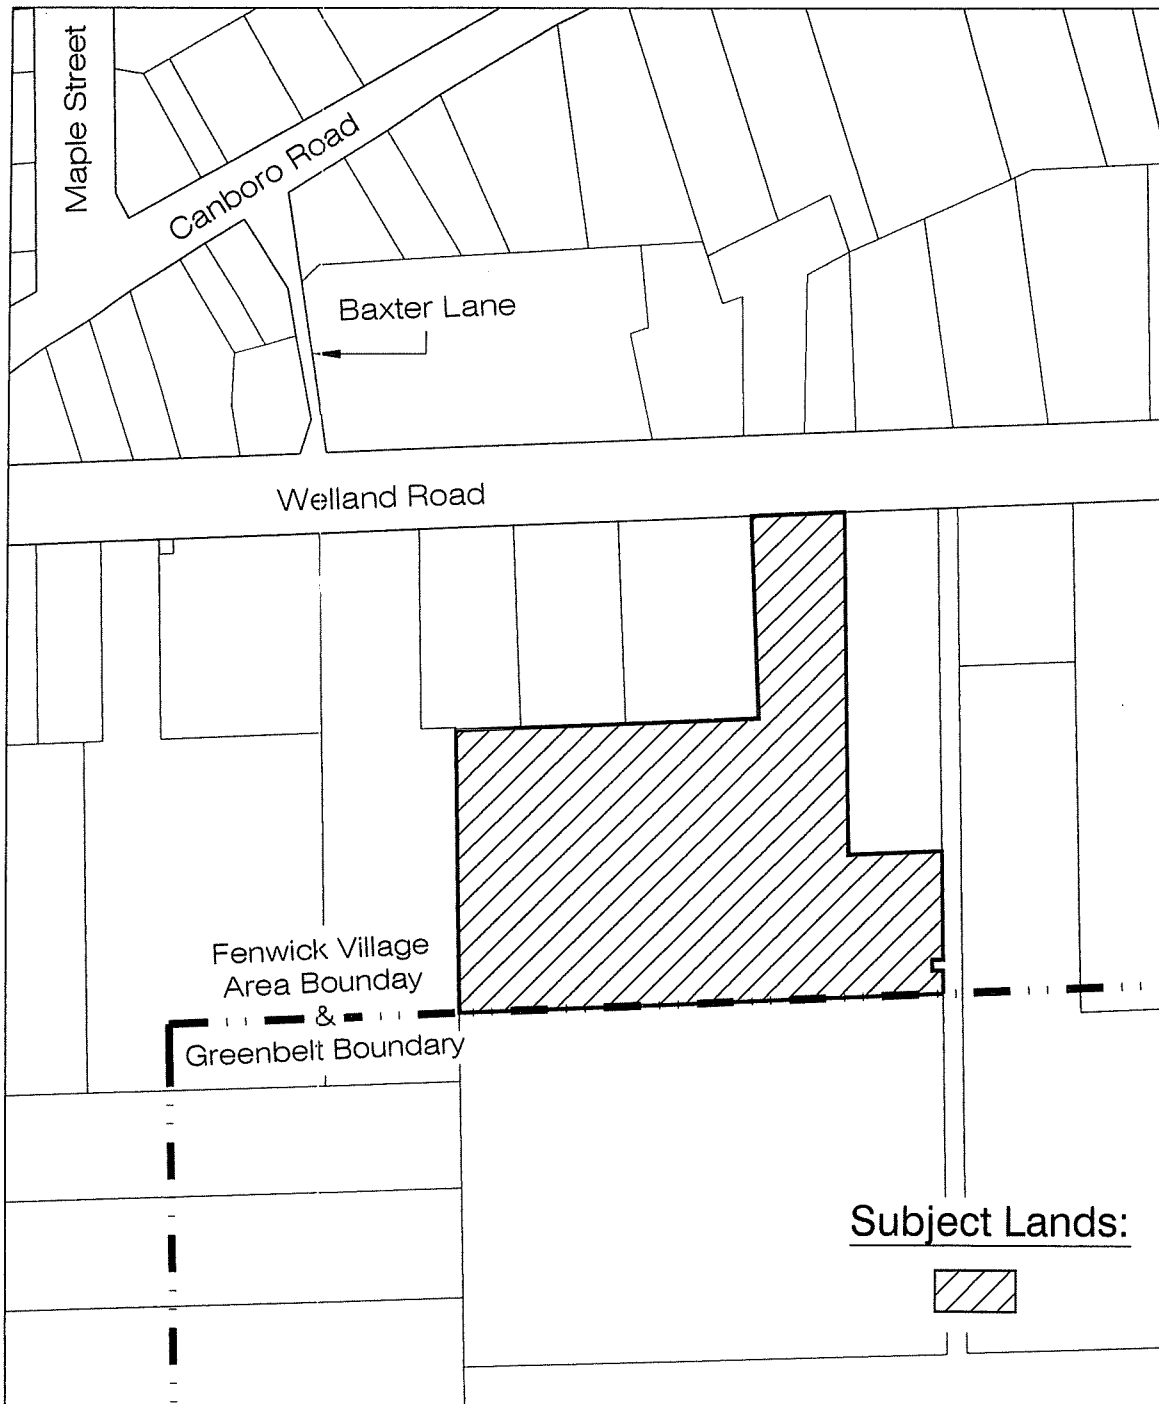 Maple Street
Canboro Road
Baxter Lane
Welland Road
Fenwick Village
Area Bounday
&
Greenbelt Boundary
Subject Lands: